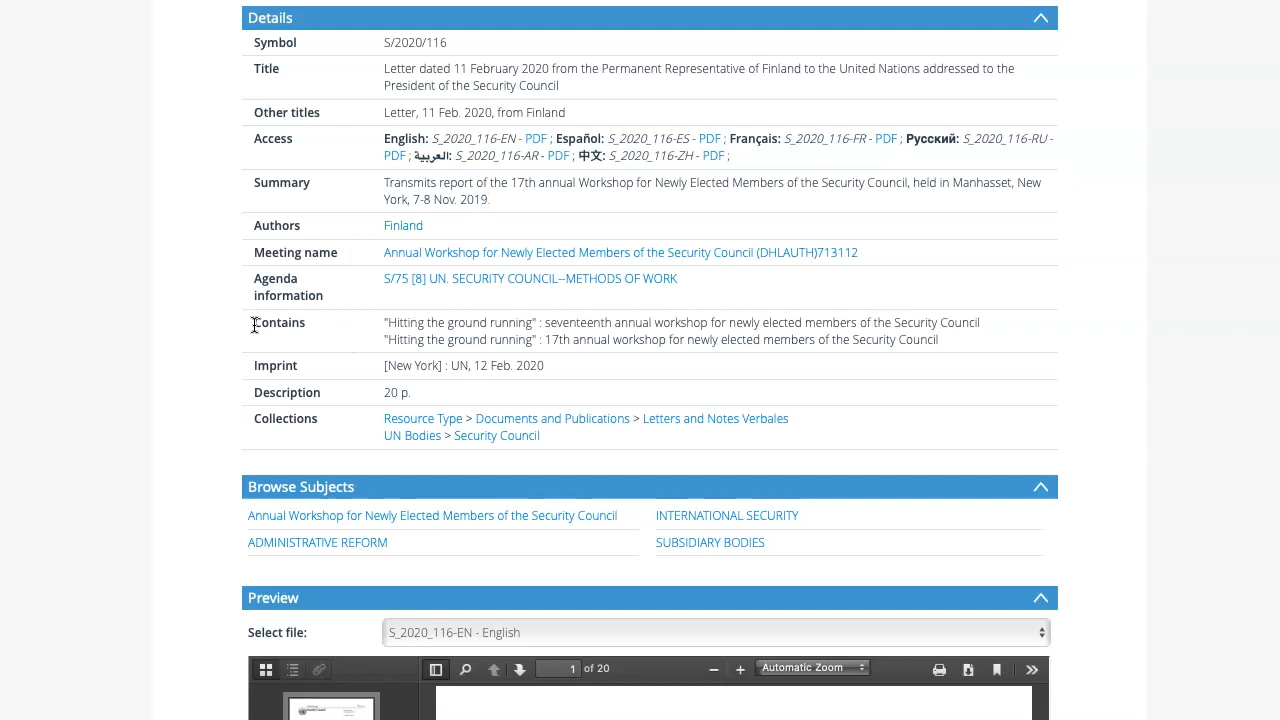 Details
Symbol S/2020/116
Title Letter dated 11 February 2020 from the Permanent Representative of Finland to the United Nations addressed to the
President of the Security Council
Other titles Letter, 11 Feb. 2020, from Finland
Access English: S_2020_116-EN - PDF ; Español: S_2020_116-ES - PDF ; Français: S_2020_116-FR - PDF ; Русский: S_2020_116-RU -
PDF ; العربية: S_2020_116-AR - PDF ; 中文: S_2020_116-ZH - PDF ;
Summary Transmits report of the 17th annual Workshop for Newly Elected Members of the Security Council, held in Manhasset, New
York, 7-8 Nov. 2019.
Authors Finland
Meeting name Annual Workshop for Newly Elected Members of the Security Council (DHLAUTH)713112
Agenda S/75 [8] UN. SECURITY COUNCIL--METHODS OF WORK
information
Contains "Hitting the ground running" : seventeenth annual workshop for newly elected members of the Security Council
"Hitting the ground running" : 17th annual workshop for newly elected members of the Security Council
Imprint [New York] : UN, 12 Feb. 2020
Description 20 p.
Collections Resource Type > Documents and Publications > Letters and Notes Verbales
UN Bodies > Security Council
Browse Subjects
Annual Workshop for Newly Elected Members of the Security Council INTERNATIONAL SECURITY
ADMINISTRATIVE REFORM SUBSIDIARY BODIES
Preview
Select file: S_2020_116-EN - English
1 of 20 Automatic Zoom